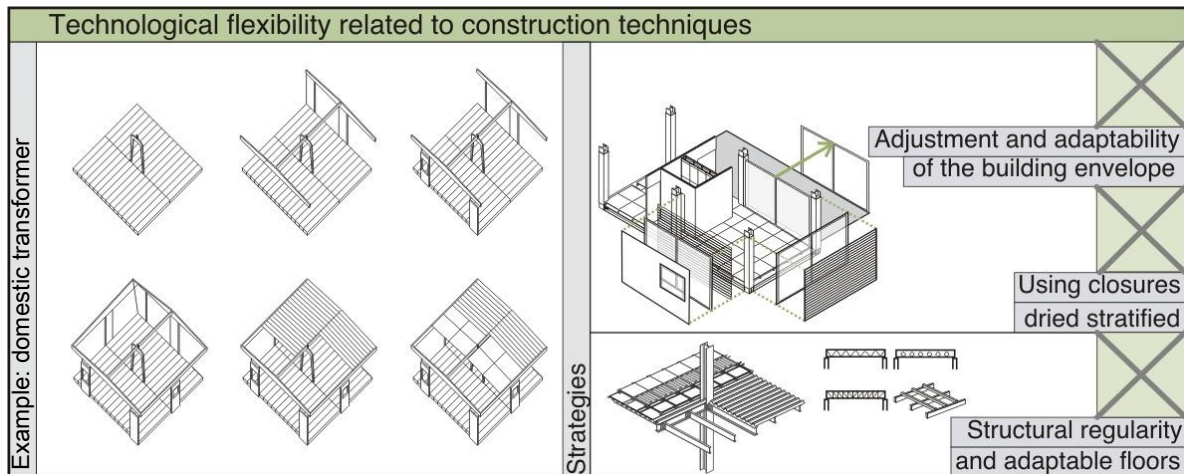 Technological flexibility related to construction techniques
Example: domestic transformer
Strategies
Adjustment and adaptability
of the building envelope
Using closures
dried stratified
Structural regularity
and adaptable floors